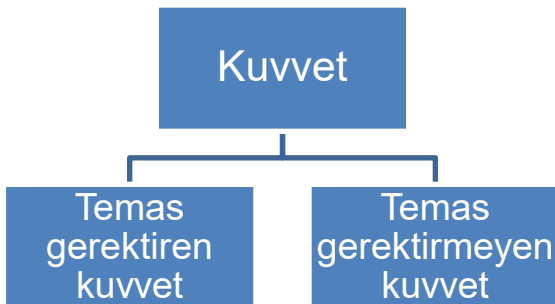 Kuvvet
Temas
gerektiren
kuvvet
Temas
gerektirmeyen
kuvvet